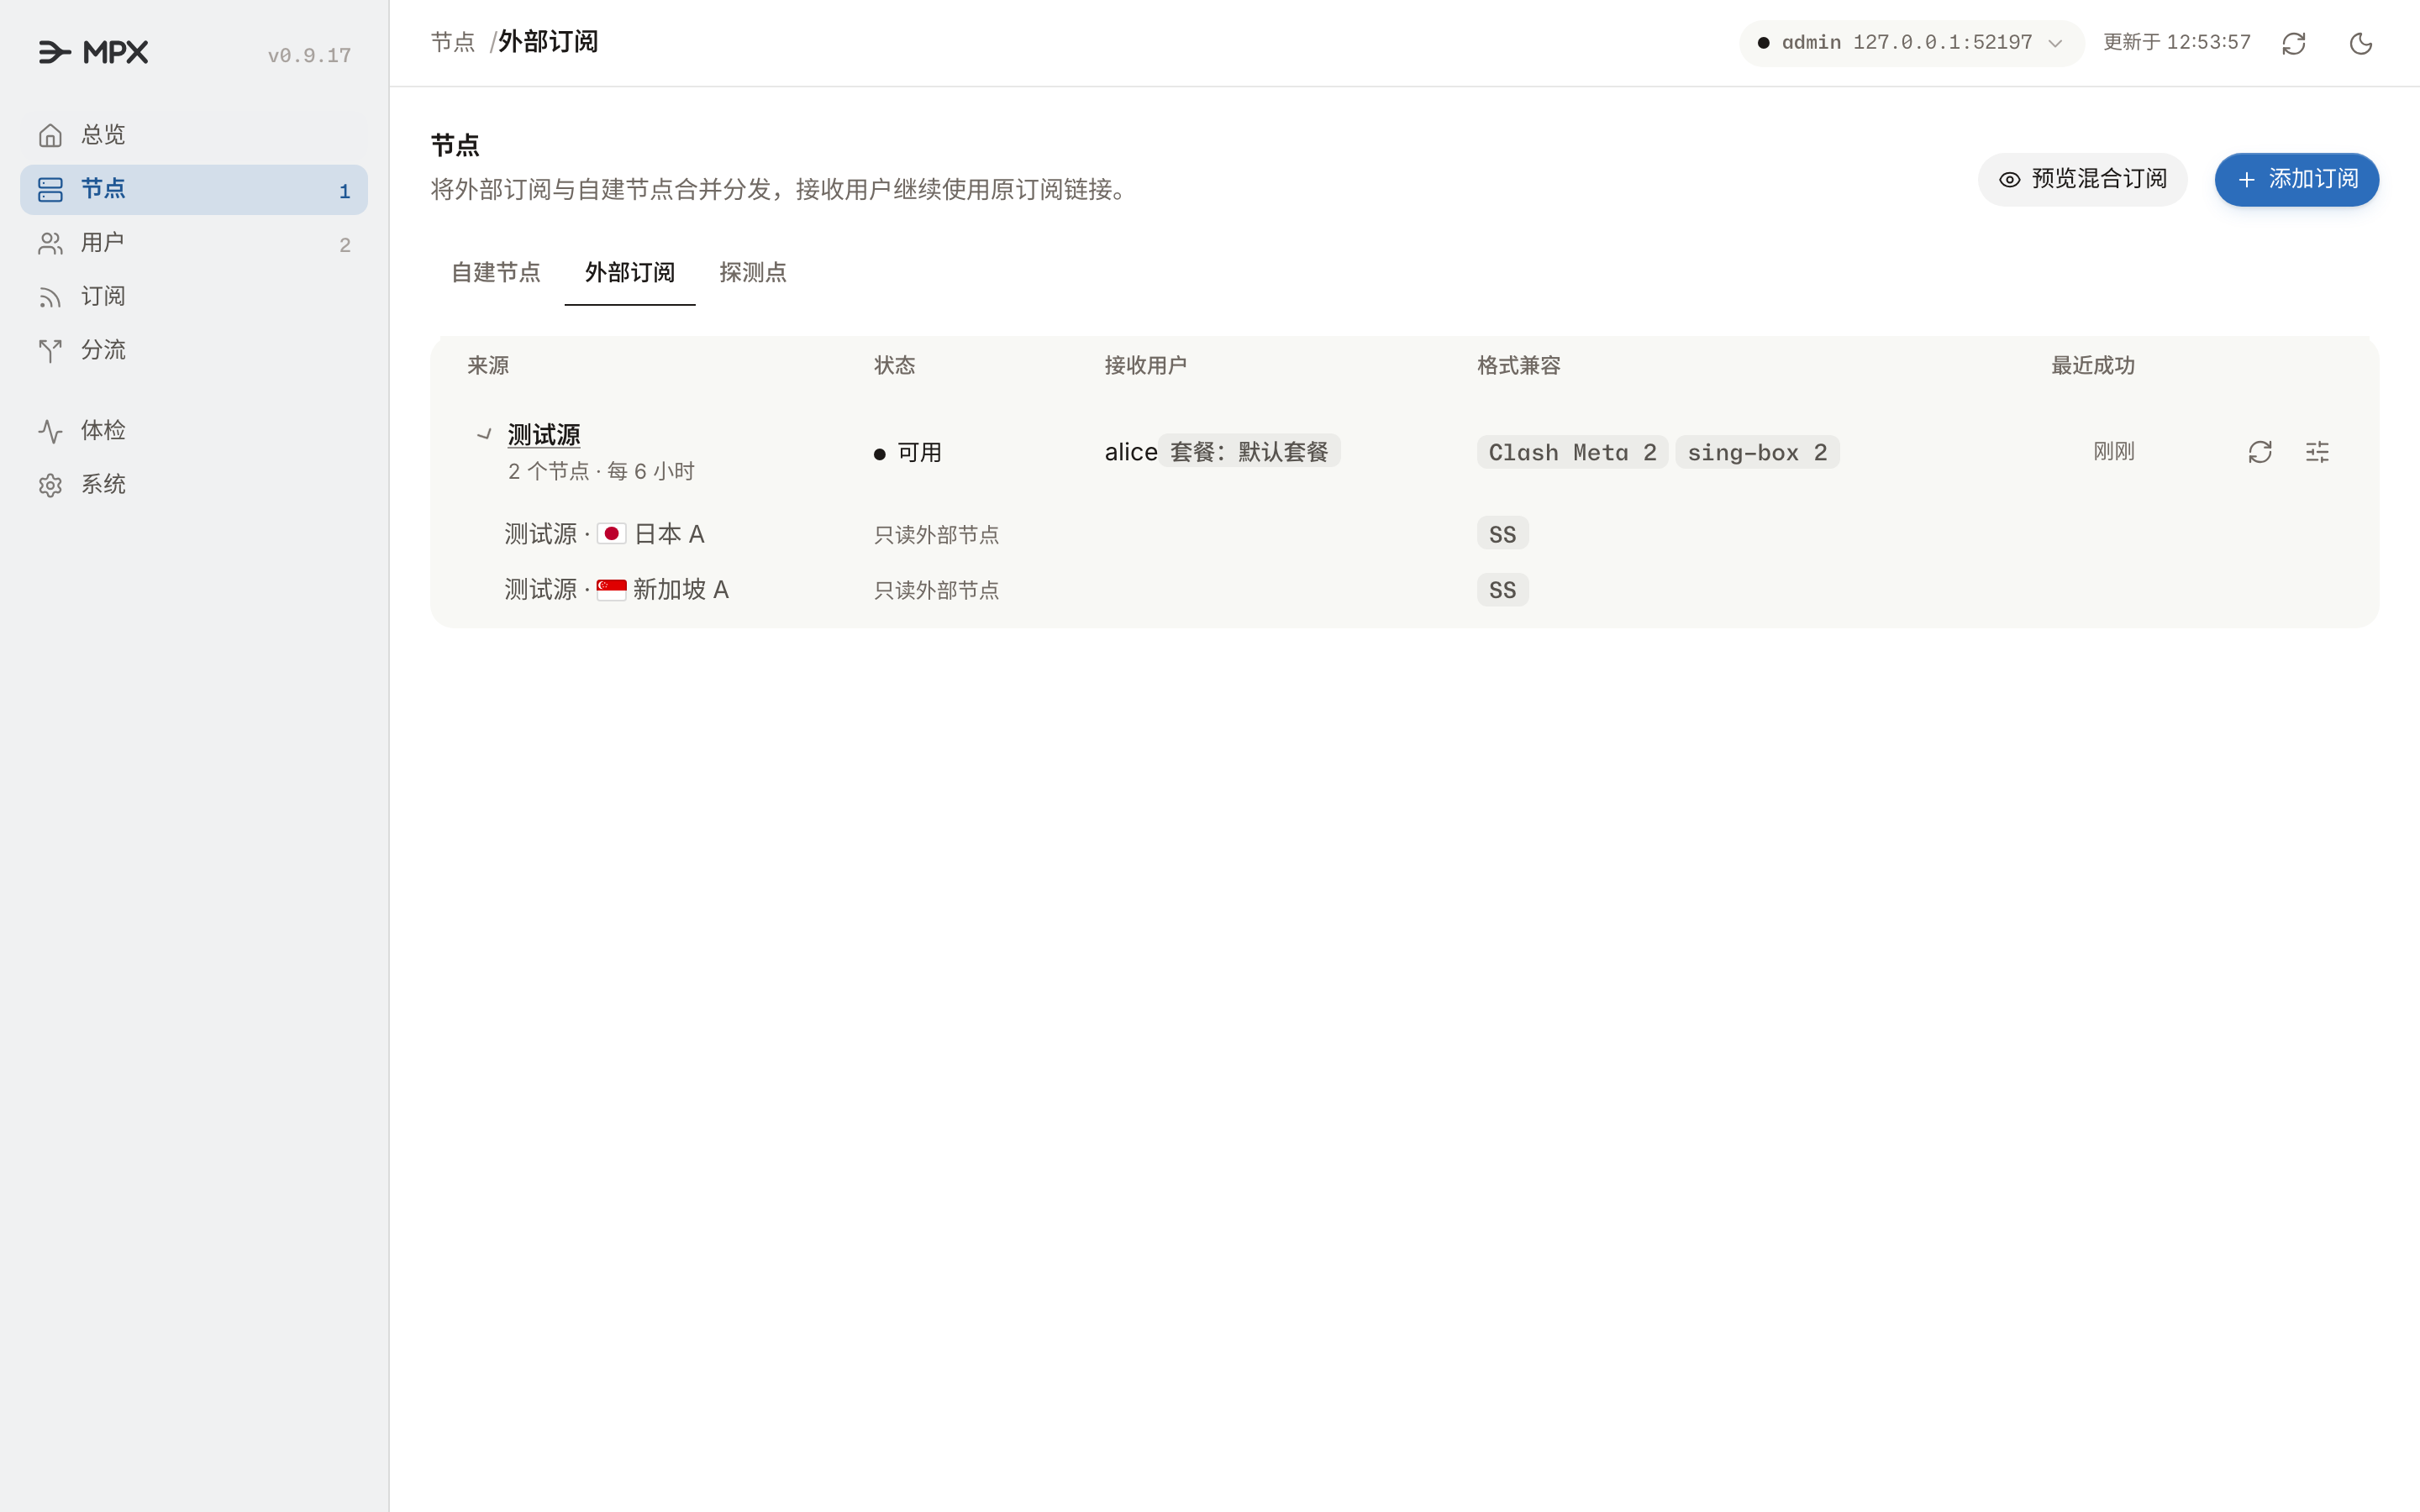 MPX v0.9.17
总览
节点 1
用户 2
订阅
分流
体检
系统
节点 /外部订阅
admin 127.0.0.1:52197 更新于 12:53:57
节点
将外部订阅与自建节点合并分发，接收用户继续使用原订阅链接。
预览混合订阅 添加订阅
自建节点 外部订阅 探测点
来源 状态 接收用户 格式兼容 最近成功
测试源
2 个节点 · 每 6 小时
可用 alice 套餐：默认套餐 Clash Meta 2 sing-box 2 刚刚
测试源 · 🇯🇵 日本 A 只读外部节点 SS
测试源 · 🇸🇬 新加坡 A 只读外部节点 SS